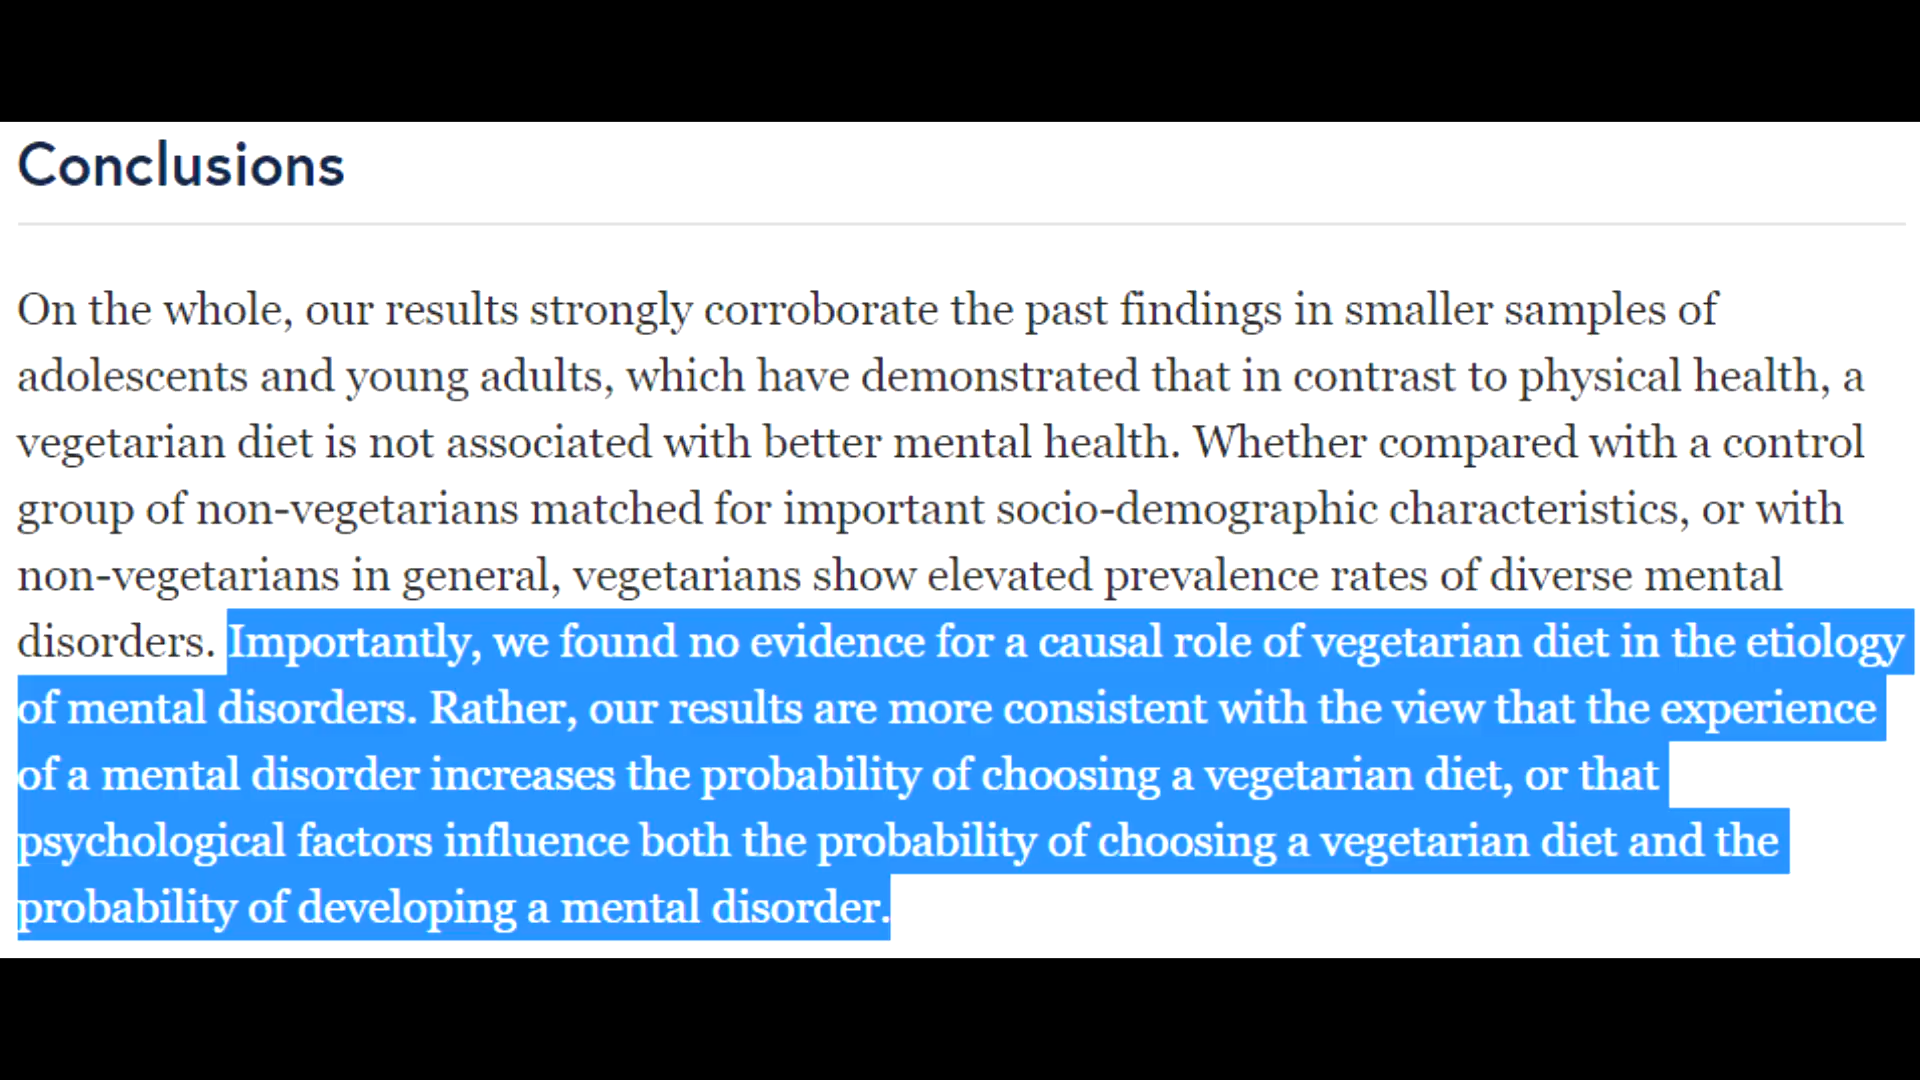 Conclusions
On the whole, our results strongly corroborate the past findings in smaller samples of
adolescents and young adults, which have demonstrated that in contrast to physical health, a
vegetarian diet is not associated with better mental health. Whether compared with a control
group of non-vegetarians matched for important socio-demographic characteristics, or with
non-vegetarians in general, vegetarians show elevated prevalence rates of diverse mental
disorders. Importantly, we found no evidence for a causal role of vegetarian diet in the etiology
of mental disorders. Rather, our results are more consistent with the view that the experience
of a mental disorder increases the probability of choosing a vegetarian diet, or that
psychological factors influence both the probability of choosing a vegetarian diet and the
probability of developing a mental disorder.